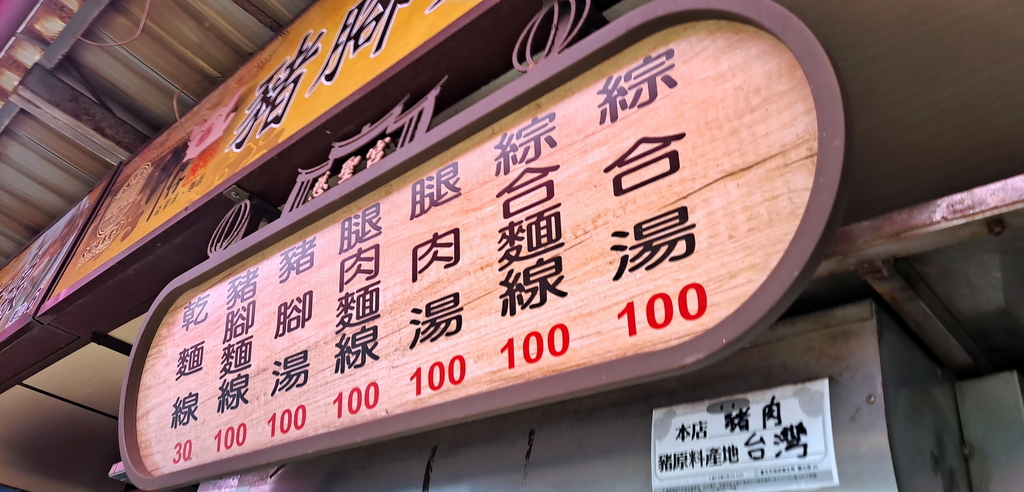 豬腳
綜合湯 100
綜合麵線 100
腿肉湯 100
腿肉麵線 100
豬腳湯 100
豬腳麵線 100
乾麵線 30
本店 豬肉
豬原料產地 台灣